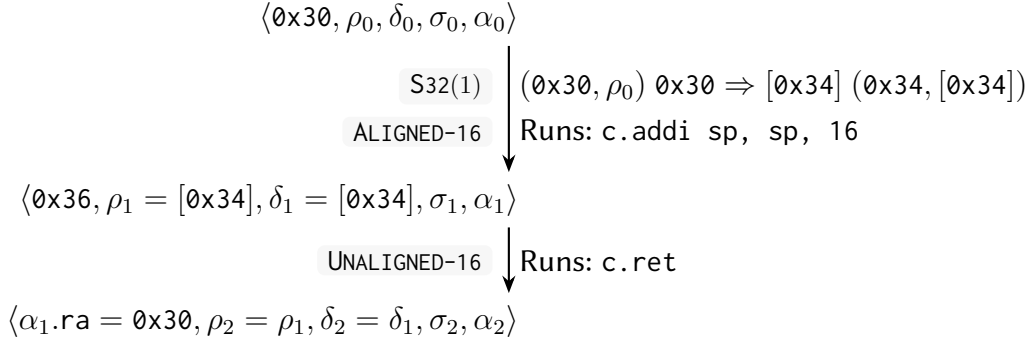 ⟨0x30, ρ₀, δ₀, σ₀, α₀⟩
S32(1) (0x30, ρ₀) 0x30 ⇒ [0x34] (0x34, [0x34])
ALIGNED-16 Runs: c.addi sp, sp, 16
⟨0x36, ρ₁ = [0x34], δ₁ = [0x34], σ₁, α₁⟩
UNALIGNED-16 Runs: c.ret
⟨α₁.ra = 0x30, ρ₂ = ρ₁, δ₂ = δ₁, σ₂, α₂⟩